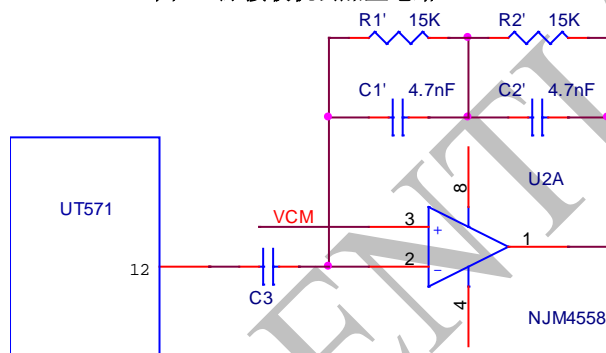 R1' 15K R2' 15K
C1' 4.7nF C2' 4.7nF
U2A
8
UT571
VCM
3
+
1
12
2
-
C3
4
NJM4558
ENTI